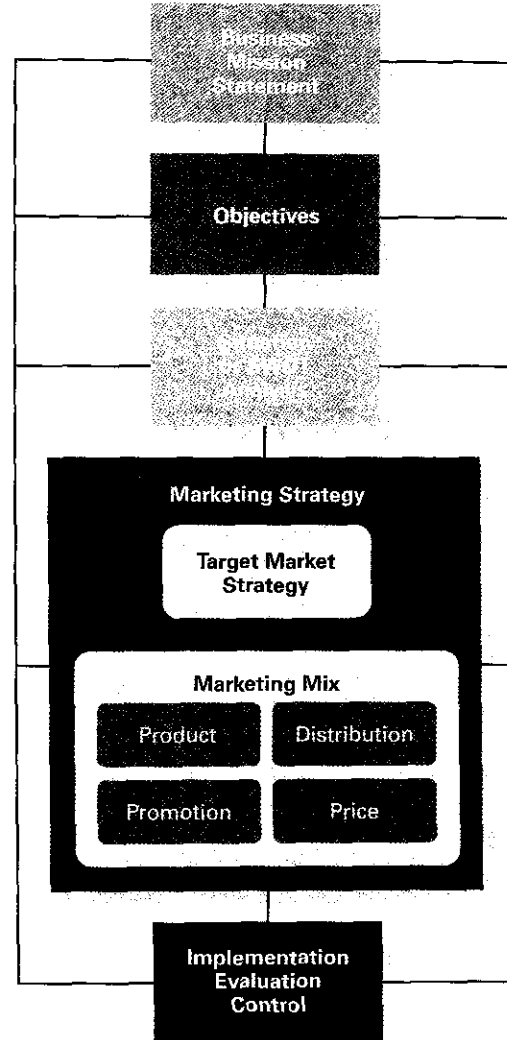 Business
Mission
Statement
Objectives
Marketing Strategy
Target Market
Strategy
Marketing Mix
Product
Distribution
Promotion
Price
Implementation
Evaluation
Control